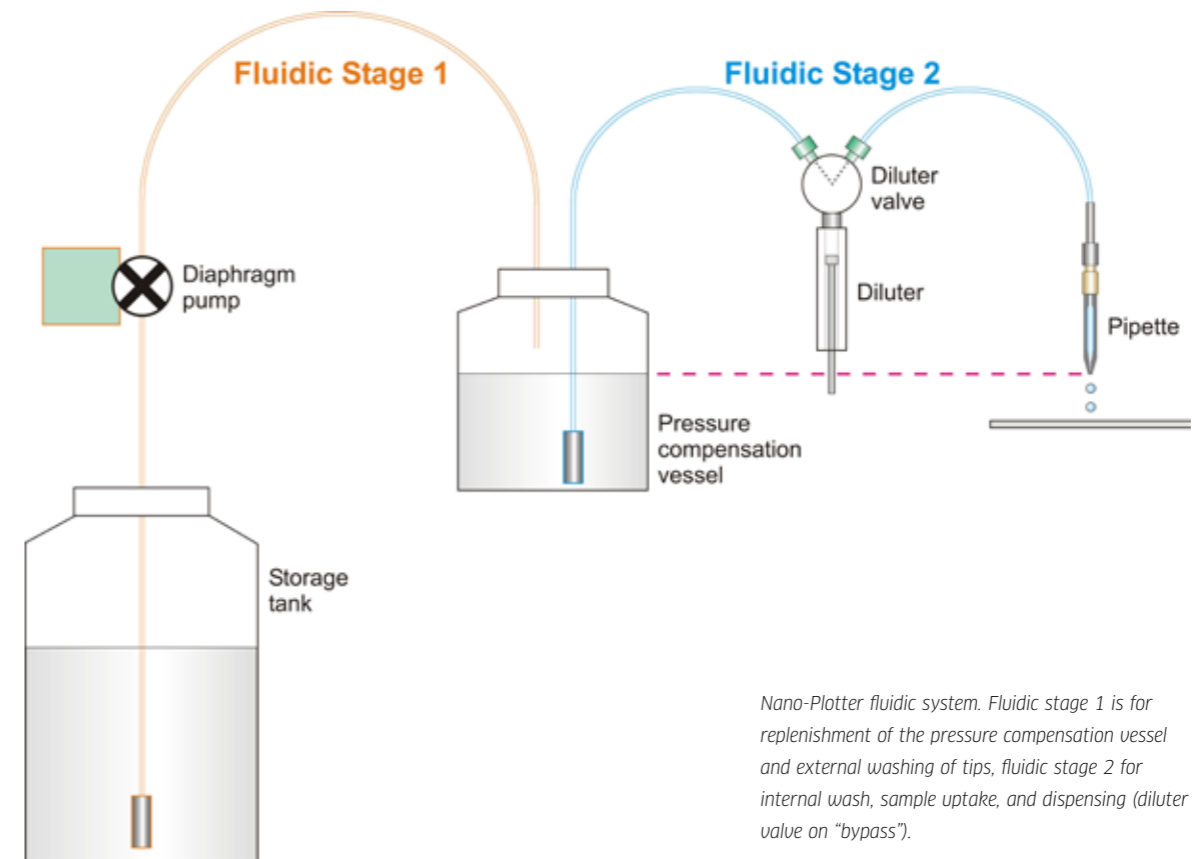 Fluidic Stage 1
Fluidic Stage 2
Diluter
valve
Diaphragm
pump
Diluter
Pipette
Pressure
compensation
vessel
Storage
tank
Nano-Plotter fluidic system. Fluidic stage 1 is for
replenishment of the pressure compensation vessel
and external washing of tips, fluidic stage 2 for
internal wash, sample uptake, and dispensing (diluter
valve on “bypass”).